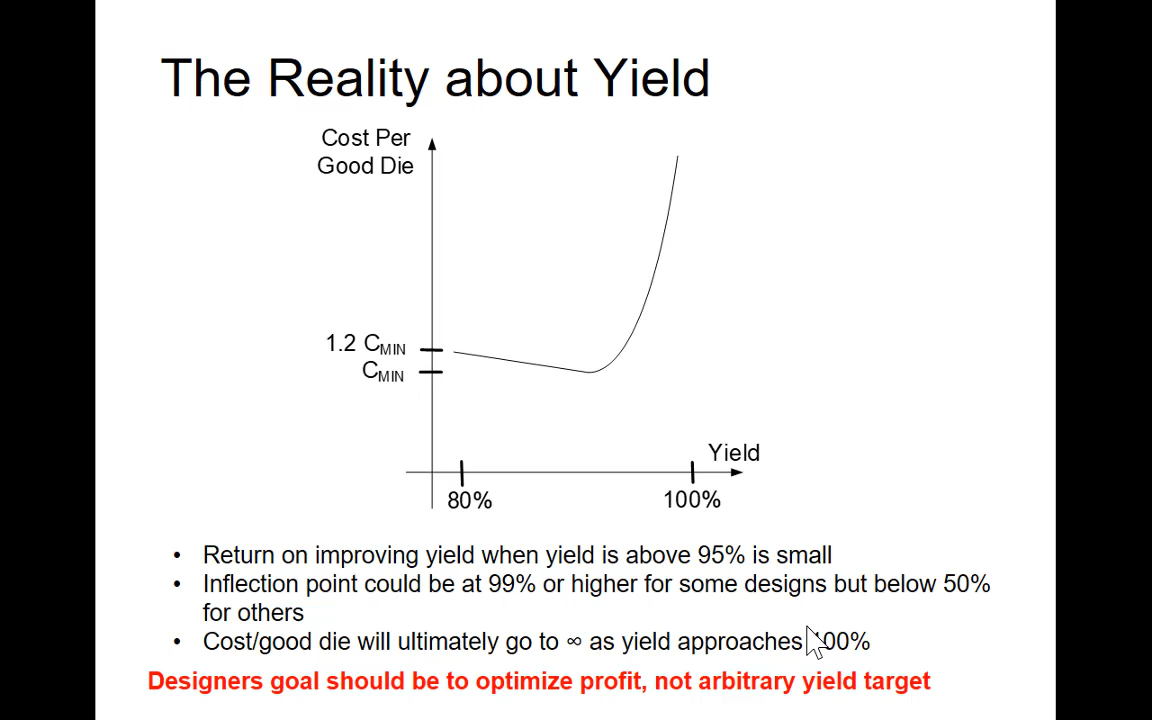 The Reality about Yield
Cost Per
Good Die
1.2 CMIN
CMIN
Yield
80%
100%
• Return on improving yield when yield is above 95% is small
• Inflection point could be at 99% or higher for some designs but below 50%
for others
• Cost/good die will ultimately go to ∞ as yield approaches 100%
Designers goal should be to optimize profit, not arbitrary yield target